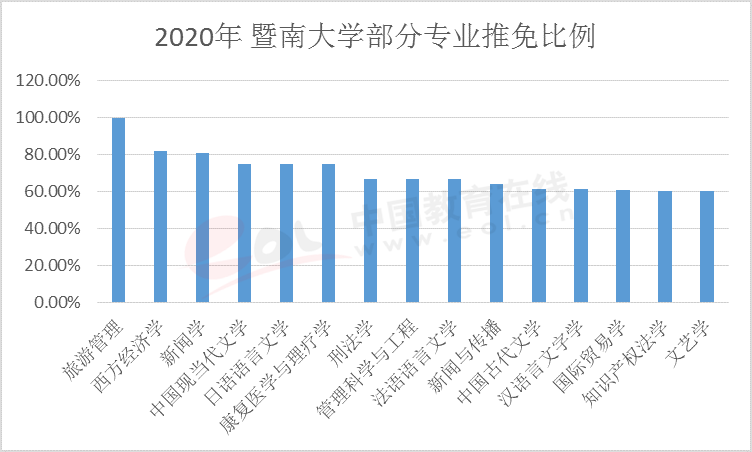 2020年 暨南大学部分专业推免比例
120.00%
100.00%
80.00%
60.00%
40.00%
20.00%
0.00%
旅游管理
西方经济学
新闻学
中国现当代文学
日语语言文学
康复医学与理疗学
刑法学
管理科学与工程
法语语言文学
新闻与传播
中国古代文学
汉语言文字学
国际贸易学
知识产权法学
文艺学
eol 中国教育在线
www.eol.cn